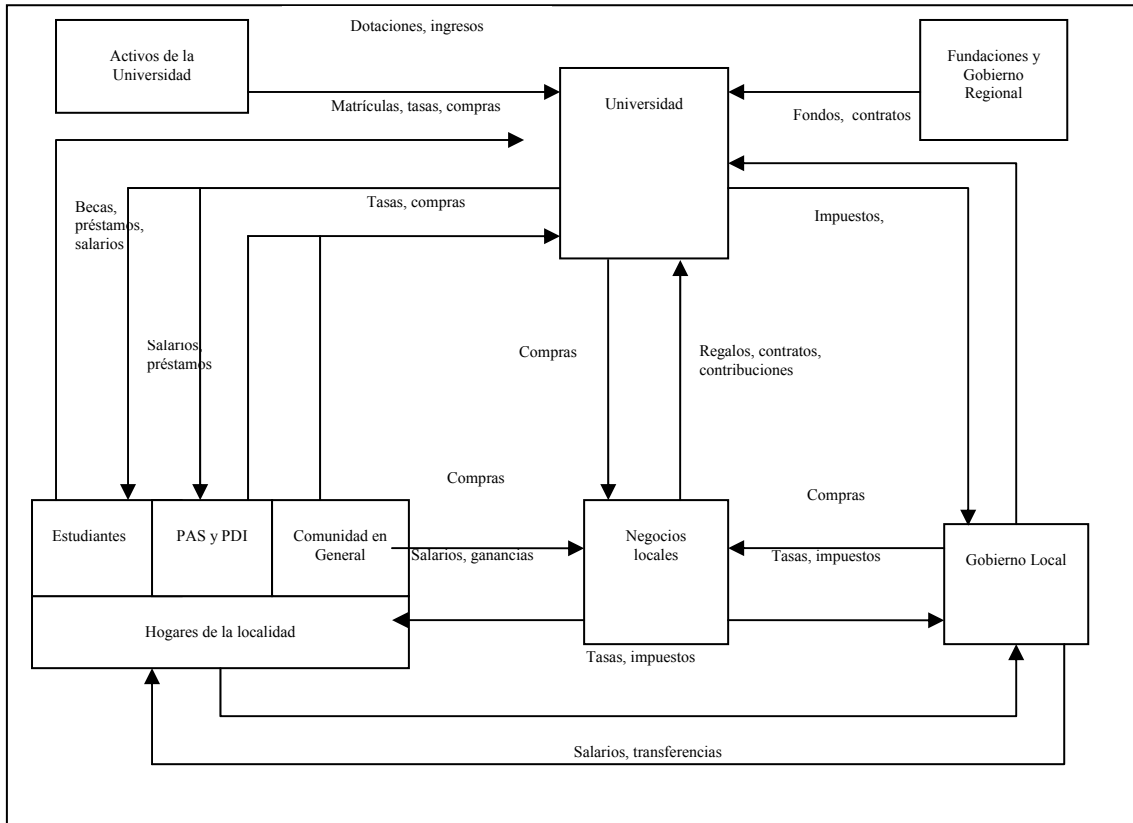 Dotaciones, ingresos
Activos de la
Universidad
Fundaciones y
Gobierno
Regional
Universidad
Matrículas, tasas, compras
Fondos, contratos
Becas,
préstamos,
salarios
Tasas, compras
Impuestos,
Salarios,
préstamos
Compras
Regalos, contratos,
contribuciones
Compras
Compras
Estudiantes
PAS y PDI
Comunidad en
General
Negocios
locales
Salarios, ganancias
Tasas, impuestos
Gobierno Local
Hogares de la localidad
Tasas, impuestos
Salarios, transferencias